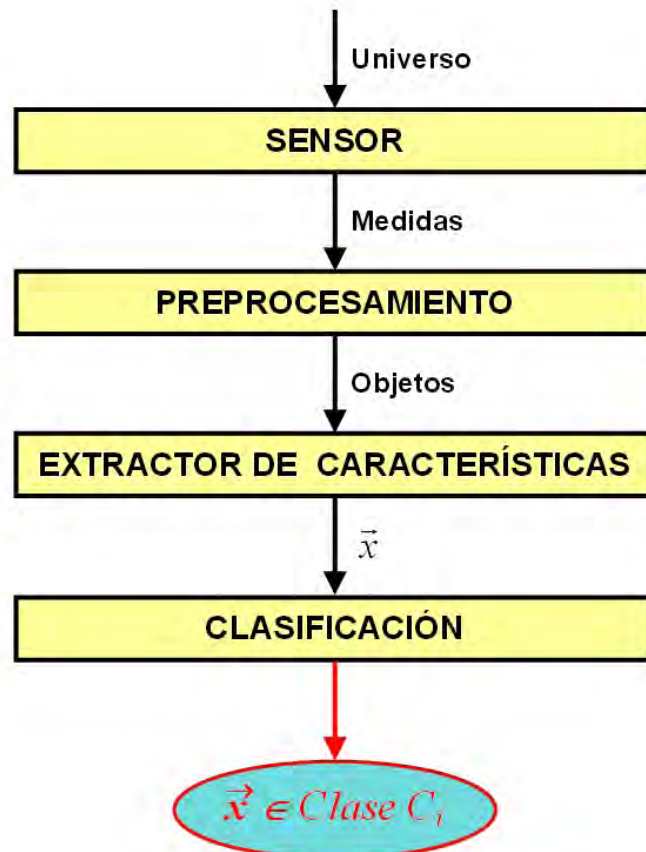 Universo
SENSOR
Medidas
PREPROCESAMIENTO
Objetos
EXTRACTOR DE CARACTERÍSTICAS
x⃗
CLASIFICACIÓN
x⃗ ∈ Clase Cᵢ